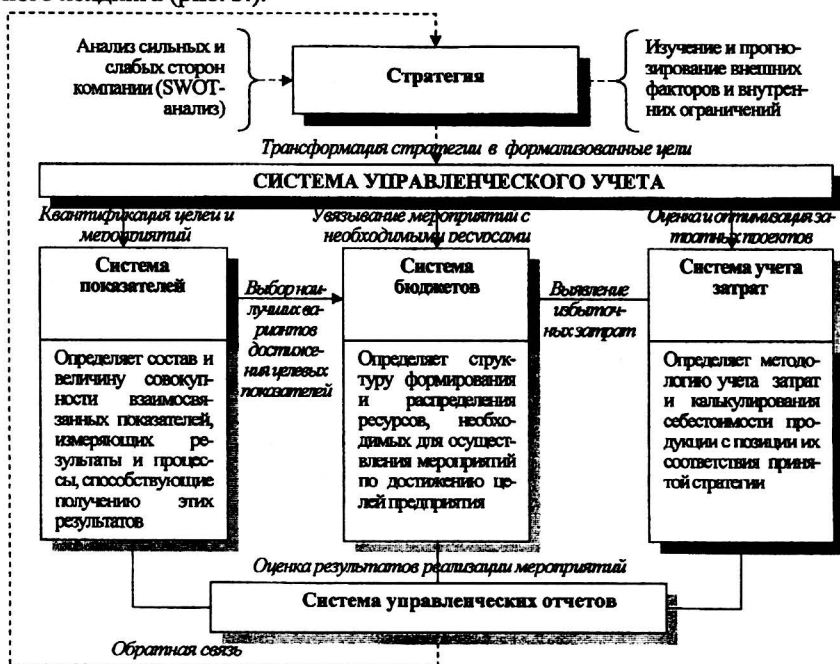 Анализ сильных и
слабых сторон
компании (SWOT-
анализ)
Стратегия
Изучение и прогно-
зирование внешних
факторов и внутрен-
них ограничений
Трансформация стратегии в формализованные цели
СИСТЕМА УПРАВЛЕНЧЕСКОГО УЧЕТА
Квантификация целей и
мероприятий
Увязывание мероприятий с
необходимыми ресурсами
Оценка и оптимизация за-
тратных проектов
Система
показателей
Определяет состав и
величину совокуп-
ности взаимосвя-
занных показателей,
измеряющих ре-
зультаты и процес-
сы, способствующие
получению этих
результатов
Выбор наи-
лучших ва-
риантов
достиже-
ния целевых
показателей
Система
бюджетов
Определяет струк-
туру формирования
и распределения
ресурсов, необхо-
димых для осущест-
вления мероприятий
по достижению це-
лей предприятия
Выявление
избыточ-
ных затрат
Система учета
затрат
Определяет методо-
логию учета затрат
и калькулирования
себестоимости про-
дукции с позиции их
соответствия приня-
той стратегии
Оценка результатов реализации мероприятий
Система управленческих отчетов
Обратная связь